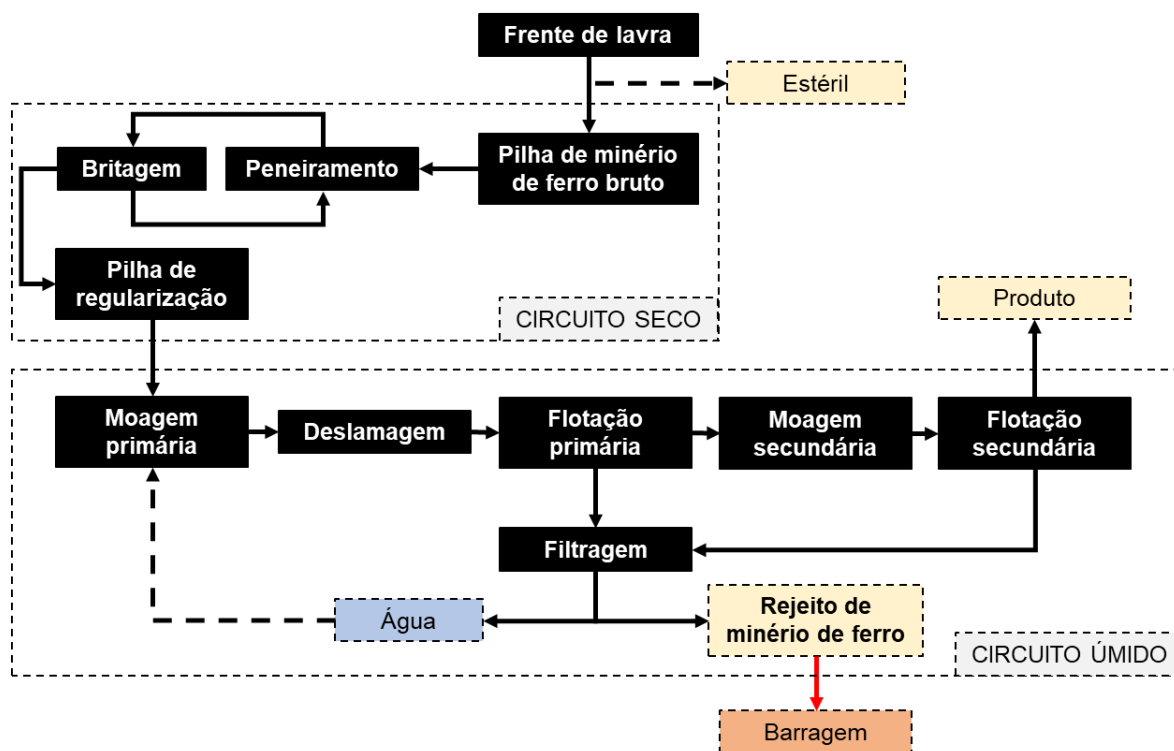 Frente de lavra
Estéril
Britagem
Peneiramento
Pilha de minério
de ferro bruto
Pilha de
regularização
CIRCUITO SECO
Produto
Moagem
primária
Deslamagem
Flotação
primária
Moagem
secundária
Flotação
secundária
Filtragem
Água
Rejeito de
minério de ferro
CIRCUITO ÚMIDO
Barragem